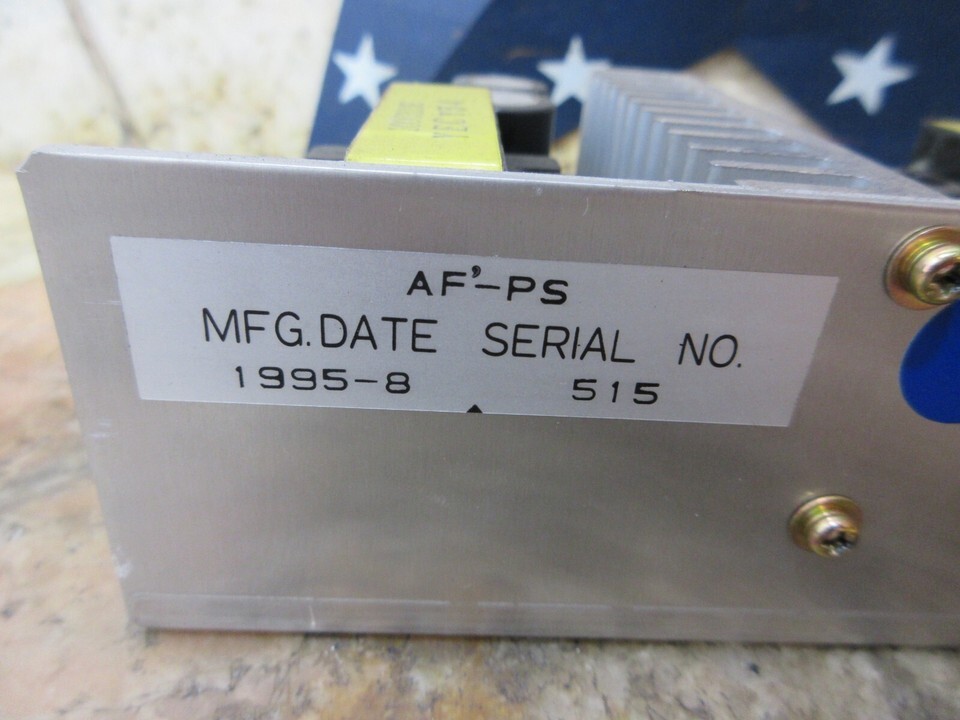 AF'-PS
MFG.DATE SERIAL NO.
1995-8 515